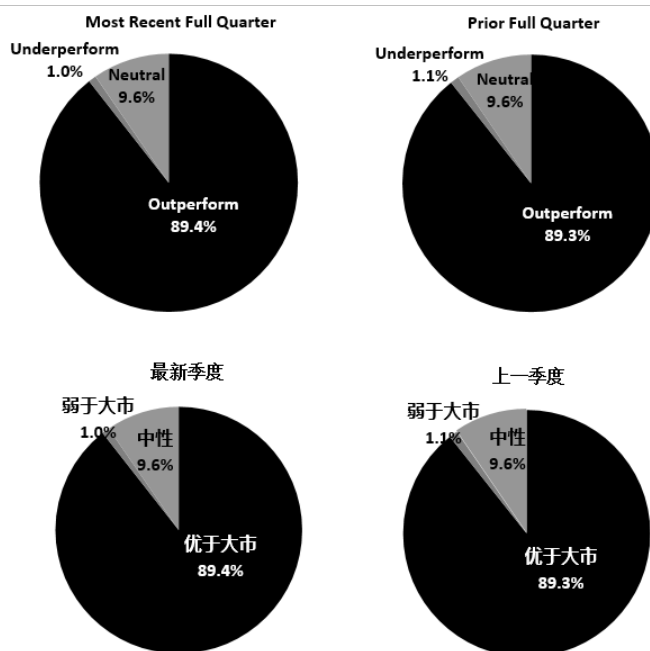 Most Recent Full Quarter
Underperform
1.0%
Neutral
9.6%
Outperform
89.4%
Prior Full Quarter
Underperform
1.1%
Neutral
9.6%
Outperform
89.3%
最新季度
弱于大市
1.0%
中性
9.6%
优于大市
89.4%
上一季度
弱于大市
1.1%
中性
9.6%
优于大市
89.3%